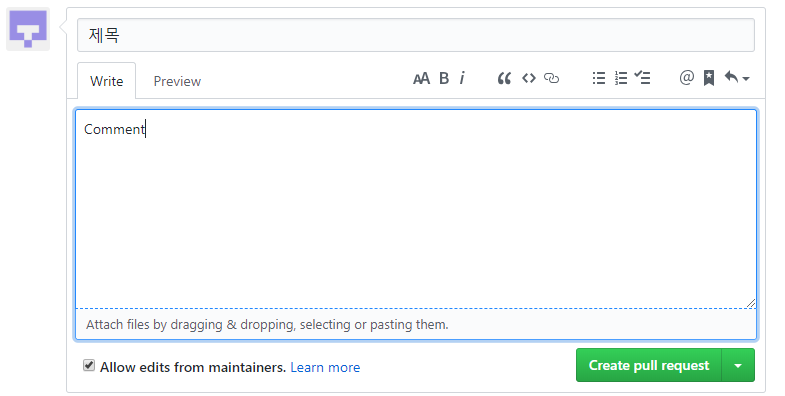 제목
Write Preview AA B i
Comment
Attach files by dragging & dropping, selecting or pasting them.
Allow edits from maintainers. Learn more
Create pull request